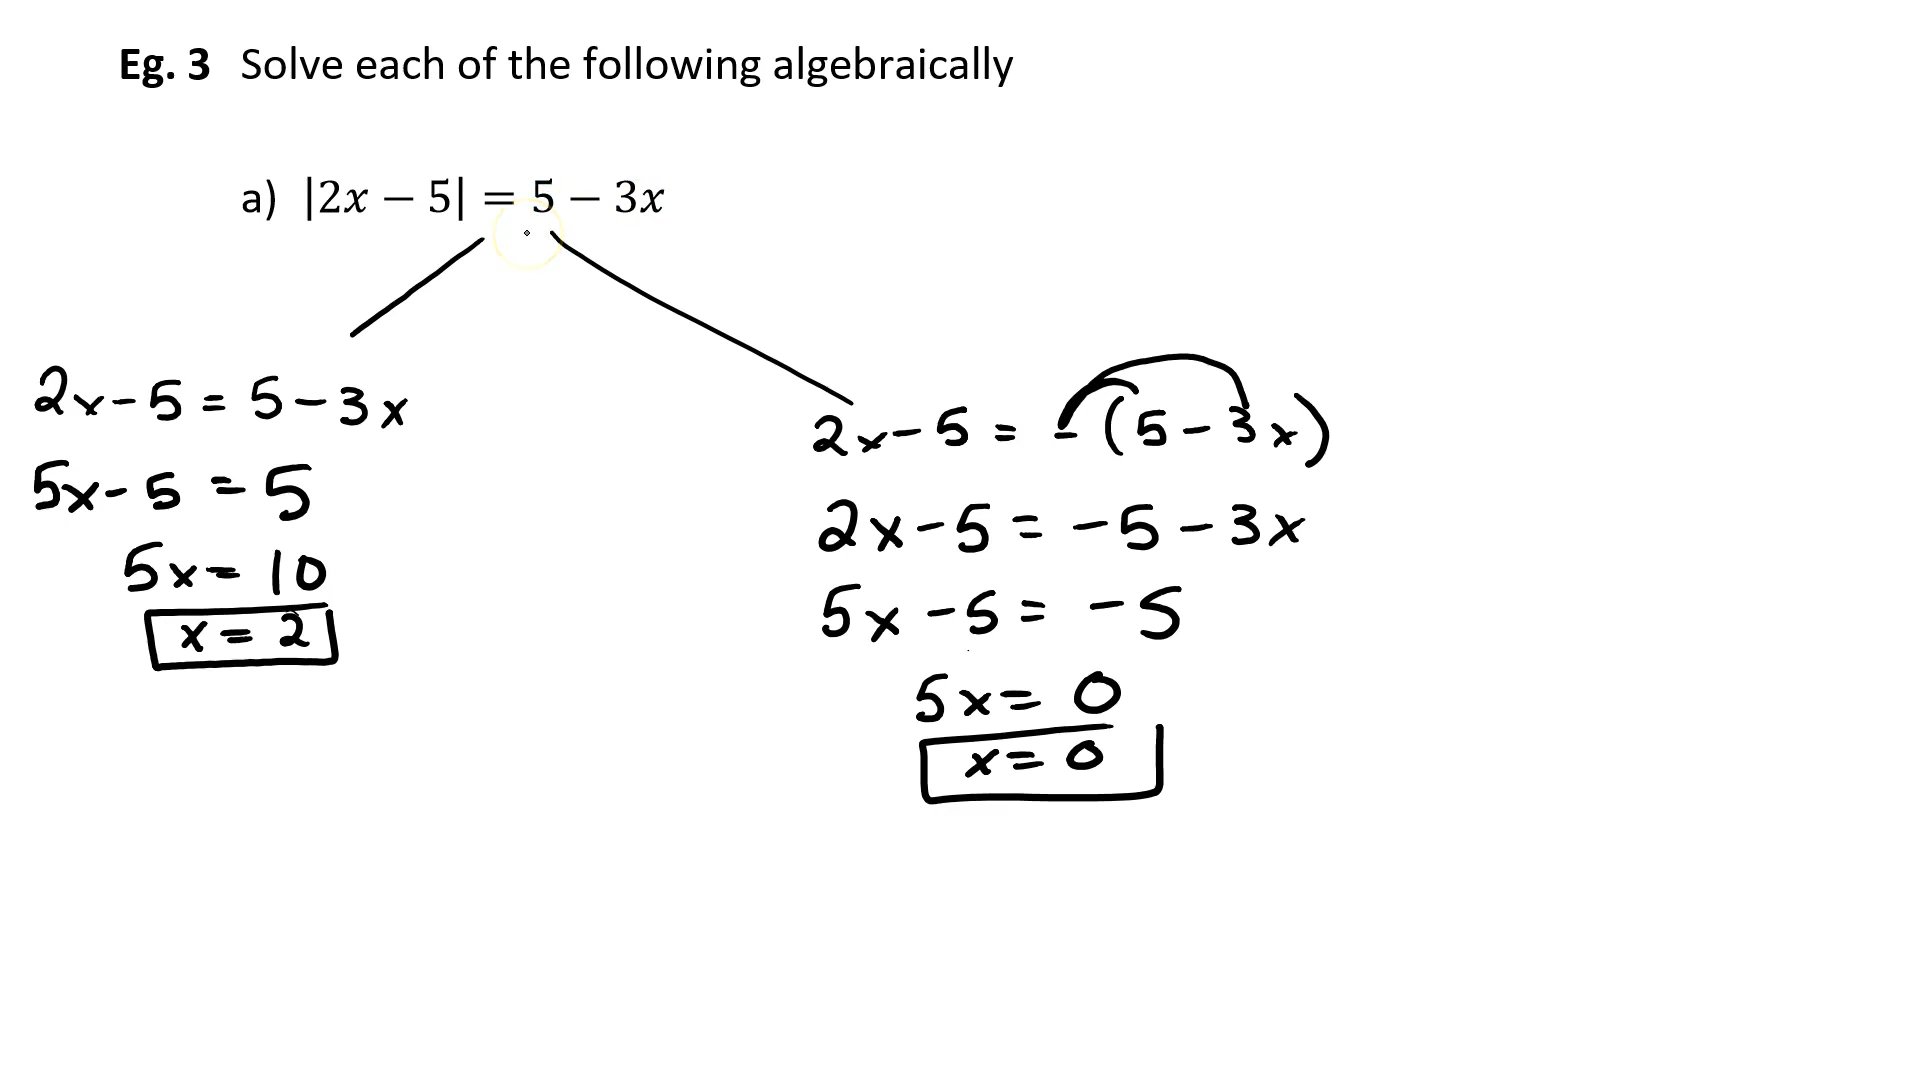 Eg. 3 Solve each of the following algebraically
a) |2x − 5| = 5 − 3x
2x - 5 = 5 - 3x
5x - 5 = 5
5x = 10
x = 2
2x - 5 = -(5 - 3x)
2x - 5 = -5 - 3x
5x - 5 = -5
5x = 0
x = 0